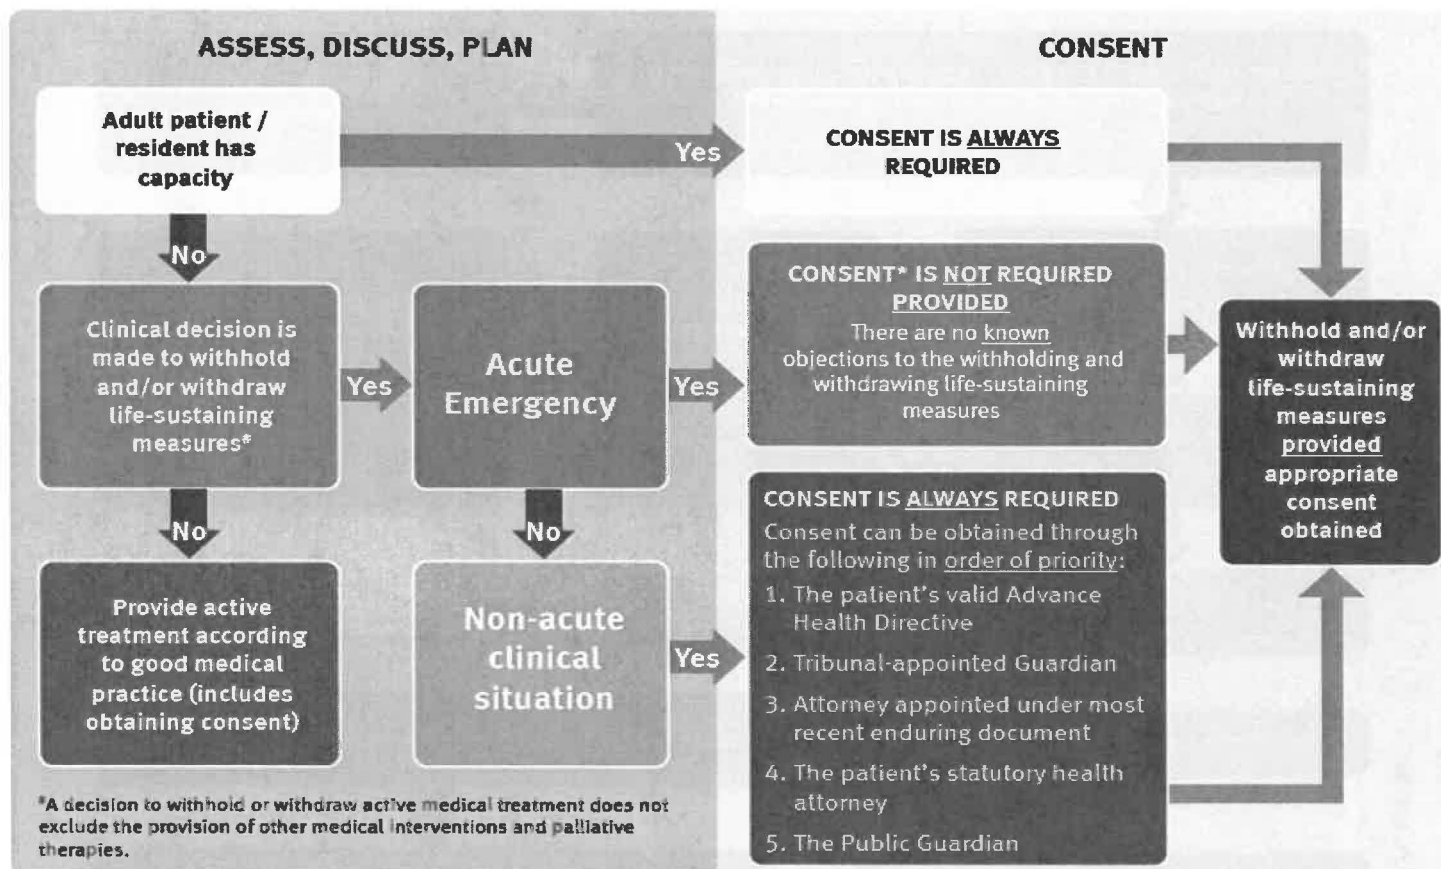 ASSESS, DISCUSS, PLAN
CONSENT
Adult patient /
resident has
capacity
Yes
CONSENT IS ALWAYS
REQUIRED
No
Clinical decision is
made to withhold
and/or withdraw
life-sustaining
measures*
Yes
Acute
Emergency
Yes
CONSENT* IS NOT REQUIRED
PROVIDED
There are no known
objections to the withholding and
withdrawing life-sustaining
measures
Withhold and/or
withdraw
life-sustaining
measures
provided
appropriate
consent
obtained
No
No
Provide active
treatment according
to good medical
practice (includes
obtaining consent)
Non-acute
clinical
situation
Yes
CONSENT IS ALWAYS REQUIRED
Consent can be obtained through
the following in order of priority:
1. The patient's valid Advance
Health Directive
2. Tribunal-appointed Guardian
3. Attorney appointed under most
recent enduring document
4. The patient's statutory health
attorney
5. The Public Guardian
*A decision to withhold or withdraw active medical treatment does not
exclude the provision of other medical interventions and palliative
therapies.